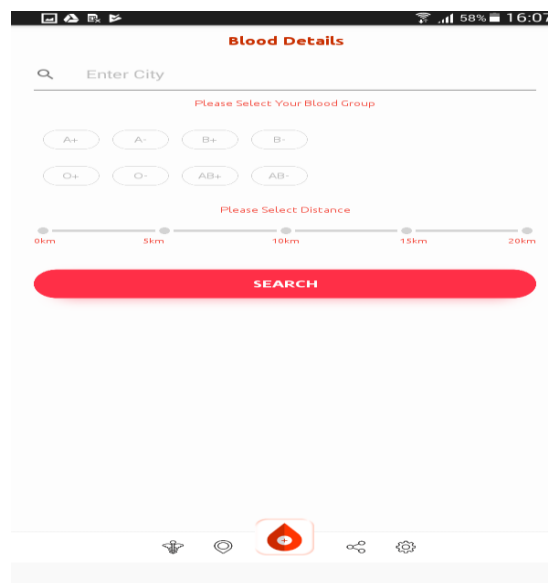 58% 16:07
Blood Details
Enter City
Please Select Your Blood Group
A+ A- B+ B-
O+ O- AB+ AB-
Please Select Distance
0km 5km 10km 15km 20km
SEARCH